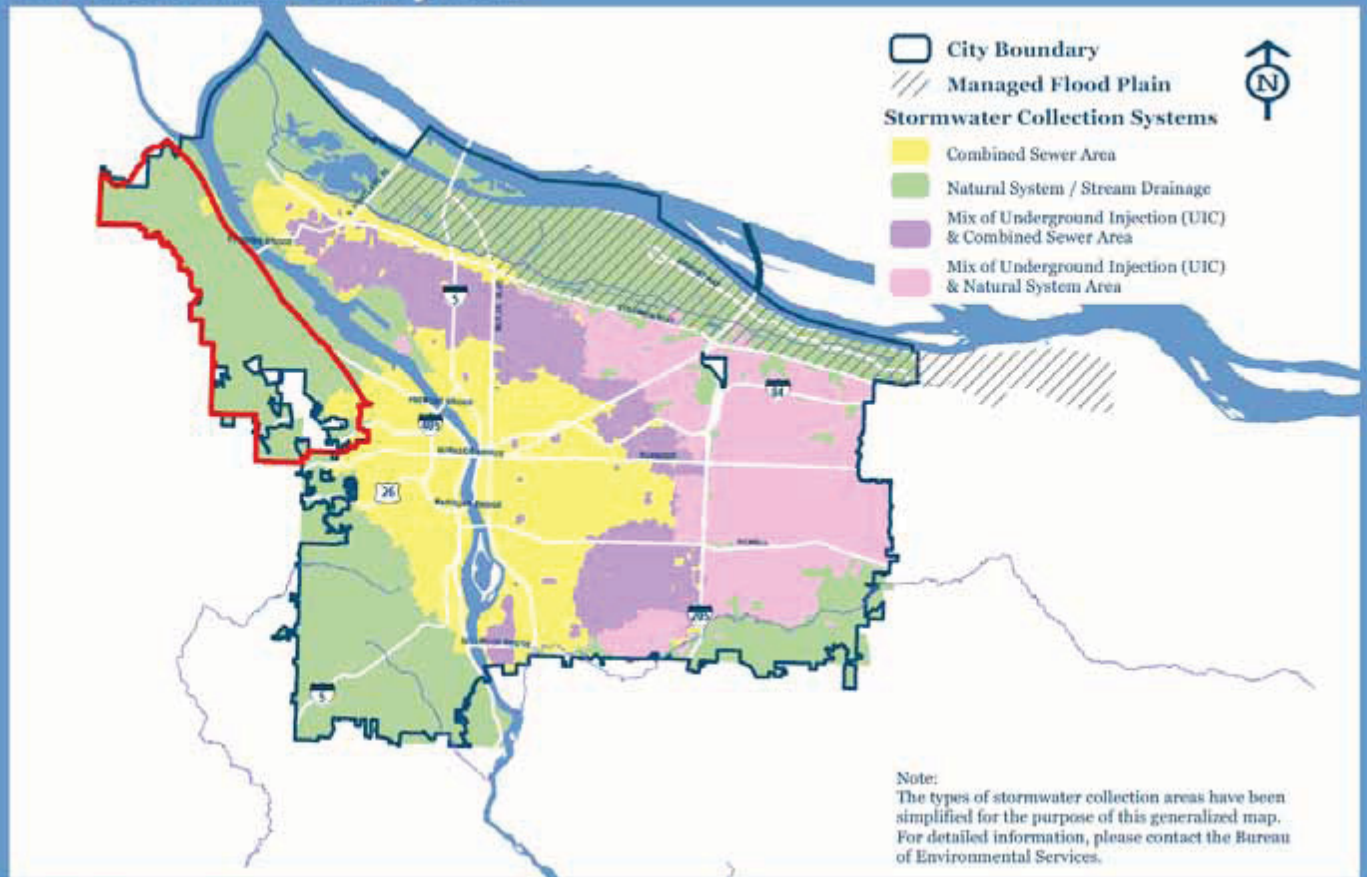 City Boundary
Managed Flood Plain
N
Stormwater Collection Systems
Combined Sewer Area
Natural System / Stream Drainage
Mix of Underground Injection (UIC)
& Combined Sewer Area
Mix of Underground Injection (UIC)
& Natural System Area
5
84
405
26
205
5
Note:
The types of stormwater collection areas have been
simplified for the purpose of this generalized map.
For detailed information, please contact the Bureau
of Environmental Services.